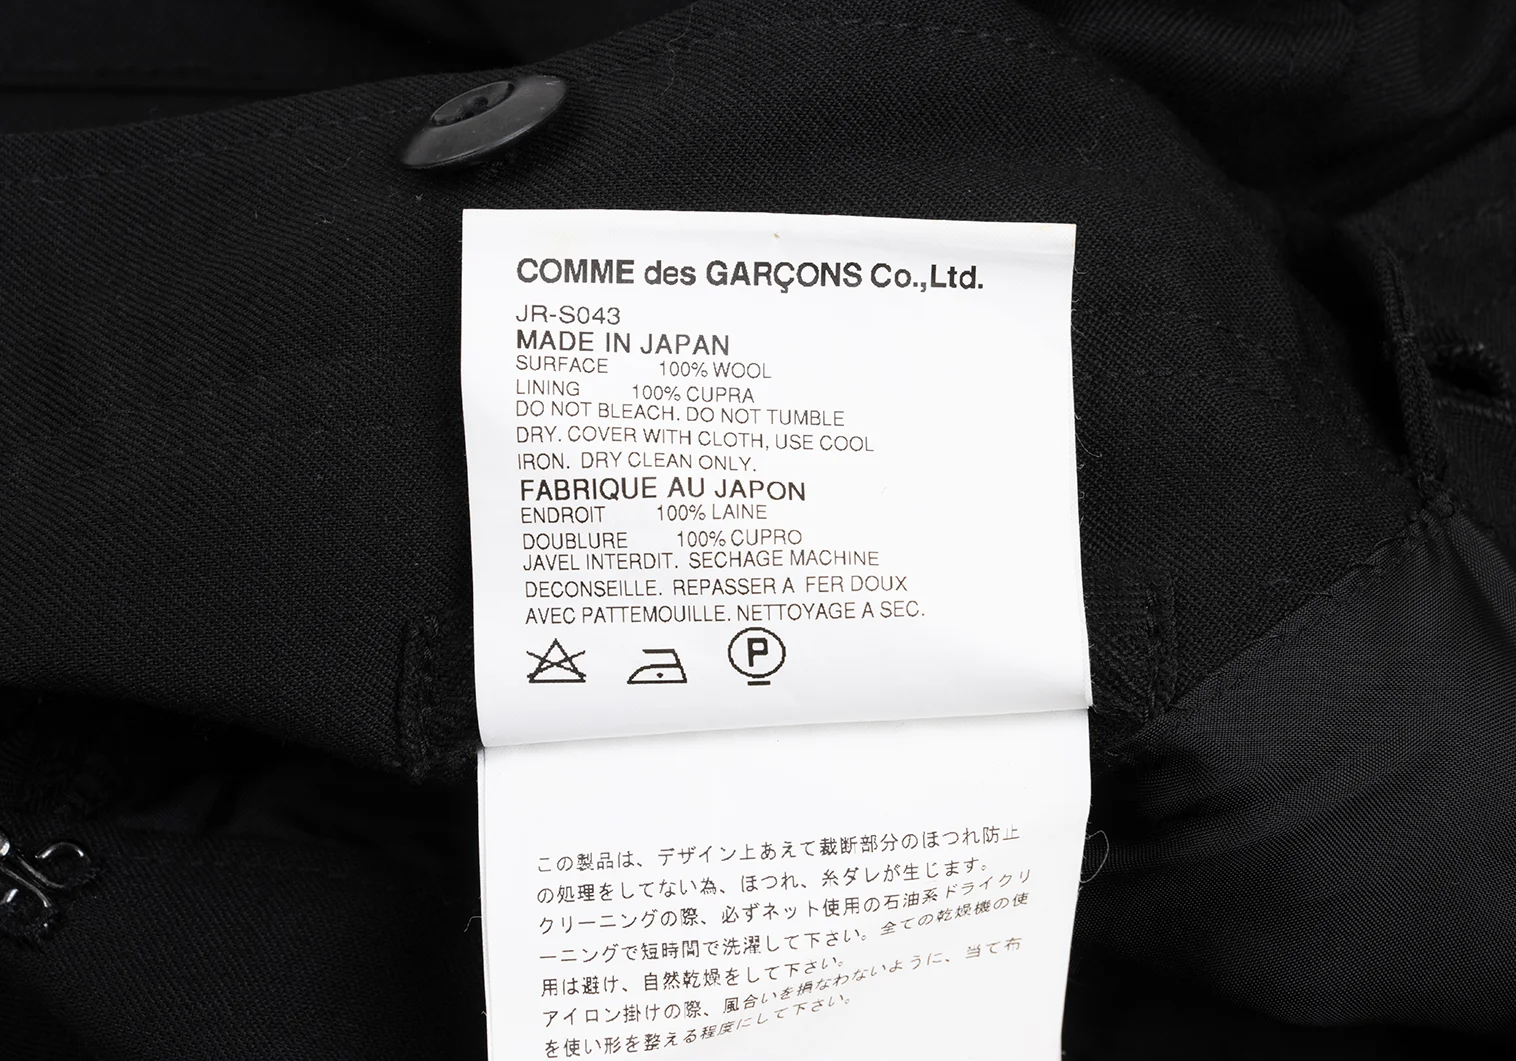 COMME des GARÇONS Co.,Ltd.
JR-S043
MADE IN JAPAN
SURFACE 100% WOOL
LINING 100% CUPRA
DO NOT BLEACH. DO NOT TUMBLE
DRY. COVER WITH CLOTH, USE COOL
IRON. DRY CLEAN ONLY.
FABRIQUE AU JAPON
ENDROIT 100% LAINE
DOUBLURE 100% CUPRO
JAVEL INTERDIT. SECHAGE MACHINE
DECONSEILLE. REPASSER A FER DOUX
AVEC PATTEMOUILLE. NETTOYAGE A SEC.
P
この製品は、デザイン上あえて裁断部分のほつれ防止
の処理をしてない為、ほつれ、糸ダレが生じます。
クリーニングの際、必ずネット使用の石油系ドライクリ
ーニングで短時間で洗濯して下さい。全ての乾燥機の使
用は避け、自然乾燥をして下さい。
アイロン掛けの際、風合いを損なわないように、当て布
を使い形を整える程度にして下さい。